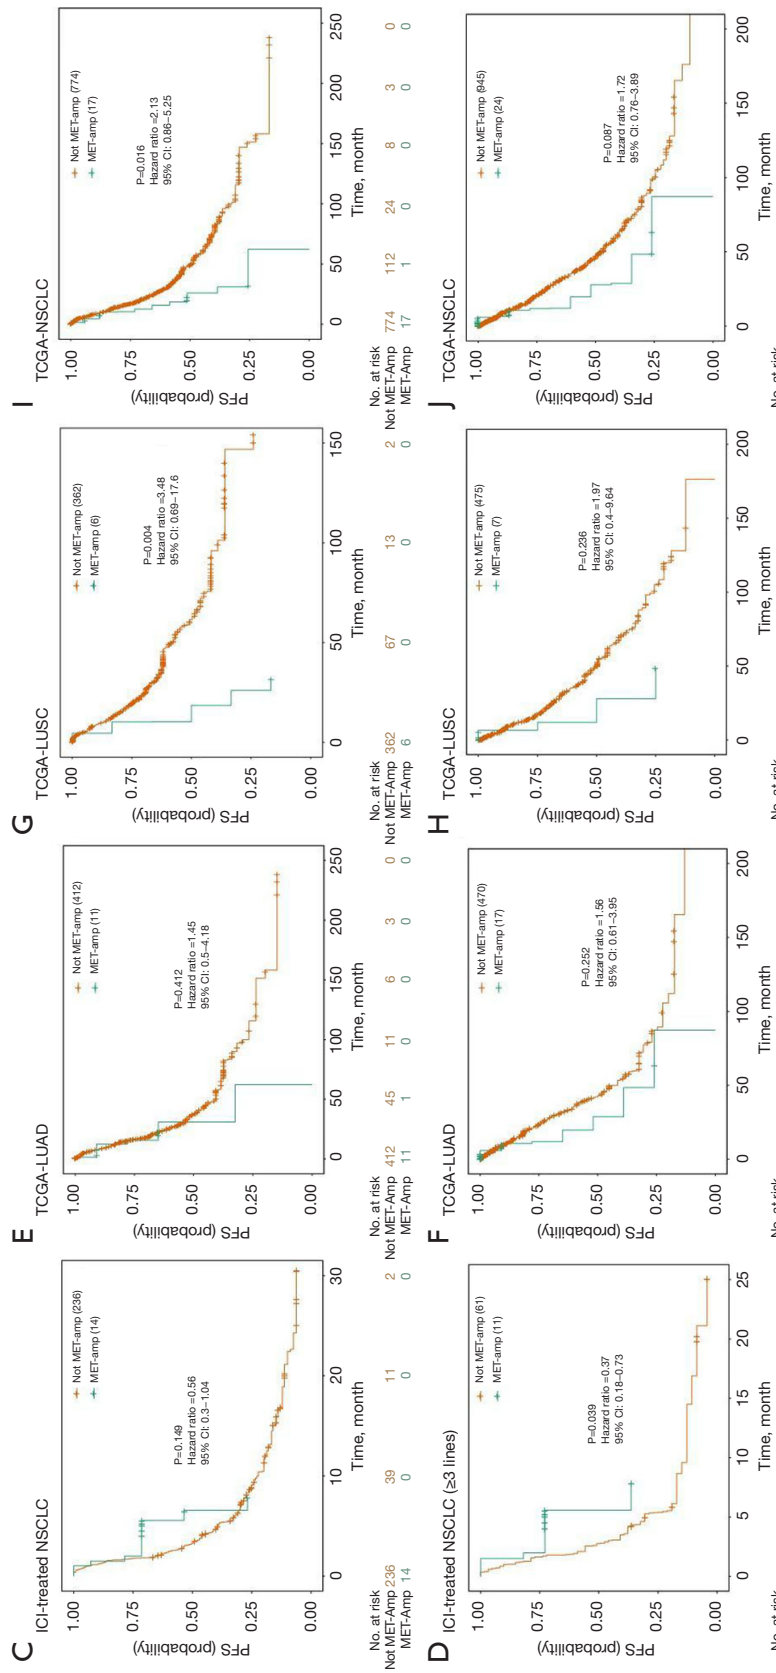 C
ICI-treated NSCLC
Not MET-amp (236)
MET-amp (14)
P=0.149
Hazard ratio =0.56
95% CI: 0.3–1.04
PFS (probability)
1.00
0.75
0.50
0.25
0.00
0 10 20 30
Time, month
No. at risk
Not MET-Amp 236 39 11 2
MET-Amp 14 0 0 0
E
TCGA-LUAD
Not MET-amp (412)
MET-amp (11)
P=0.412
Hazard ratio =1.45
95% CI: 0.5–4.18
PFS (probability)
1.00
0.75
0.50
0.25
0.00
0 50 100 150 200 250
Time, month
No. at risk
Not MET-Amp 412 45 11 6 3 0
MET-Amp 11 1 0 0 0 0
G
TCGA-LUSC
Not MET-amp (362)
MET-amp (6)
P=0.004
Hazard ratio =3.48
95% CI: 0.69–17.6
PFS (probability)
1.00
0.75
0.50
0.25
0.00
0 50 100 150
Time, month
No. at risk
Not MET-Amp 362 67 13 2
MET-Amp 6 0 0 0
I
TCGA-NSCLC
Not MET-amp (774)
MET-amp (17)
P=0.016
Hazard ratio =2.13
95% CI: 0.86–5.25
PFS (probability)
1.00
0.75
0.50
0.25
0.00
0 50 100 150 200 250
Time, month
No. at risk
Not MET-Amp 774 112 24 8 3 0
MET-Amp 17 1 0 0 0 0
D
ICI-treated NSCLC (≥3 lines)
Not MET-amp (61)
MET-amp (11)
P=0.039
Hazard ratio =0.37
95% CI: 0.18–0.73
PFS (probability)
1.00
0.75
0.50
0.25
0.00
0 5 10 15 20 25
Time, month
No. at risk
F
TCGA-LUAD
Not MET-amp (470)
MET-amp (17)
P=0.252
Hazard ratio =1.56
95% CI: 0.61–3.95
PFS (probability)
1.00
0.75
0.50
0.25
0.00
0 50 100 150 200
Time, month
No. at risk
H
TCGA-LUSC
Not MET-amp (475)
MET-amp (7)
P=0.236
Hazard ratio =1.97
95% CI: 0.4–9.64
PFS (probability)
1.00
0.75
0.50
0.25
0.00
0 50 100 150 200
Time, month
No. at risk
J
TCGA-NSCLC
Not MET-amp (945)
MET-amp (24)
P=0.087
Hazard ratio =1.72
95% CI: 0.76–3.89
PFS (probability)
1.00
0.75
0.50
0.25
0.00
0 50 100 150 200
Time, month
No. at risk